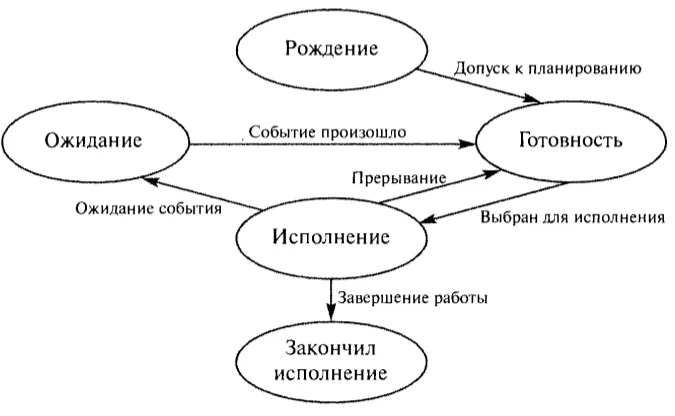 Рождение
Допуск к планированию
Ожидание
Событие произошло
Готовность
Прерывание
Ожидание события
Выбран для исполнения
Исполнение
Завершение работы
Закончил
исполнение